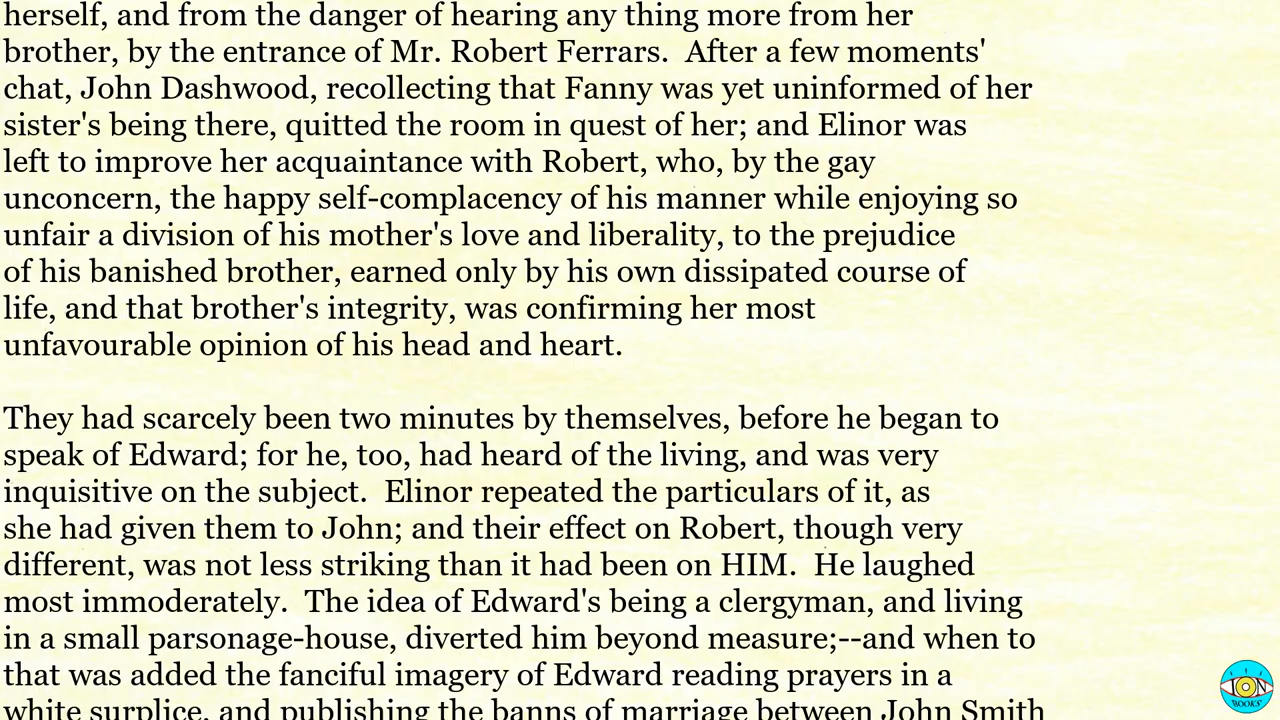 herself, and from the danger of hearing any thing more from her
brother, by the entrance of Mr. Robert Ferrars.  After a few moments'
chat, John Dashwood, recollecting that Fanny was yet uninformed of her
sister's being there, quitted the room in quest of her; and Elinor was
left to improve her acquaintance with Robert, who, by the gay
unconcern, the happy self-complacency of his manner while enjoying so
unfair a division of his mother's love and liberality, to the prejudice
of his banished brother, earned only by his own dissipated course of
life, and that brother's integrity, was confirming her most
unfavourable opinion of his head and heart.
They had scarcely been two minutes by themselves, before he began to
speak of Edward; for he, too, had heard of the living, and was very
inquisitive on the subject.  Elinor repeated the particulars of it, as
she had given them to John; and their effect on Robert, though very
different, was not less striking than it had been on HIM.  He laughed
most immoderately.  The idea of Edward's being a clergyman, and living
in a small parsonage-house, diverted him beyond measure;--and when to
that was added the fanciful imagery of Edward reading prayers in a
white surplice, and publishing the banns of marriage between John Smith
ION
BOOKS